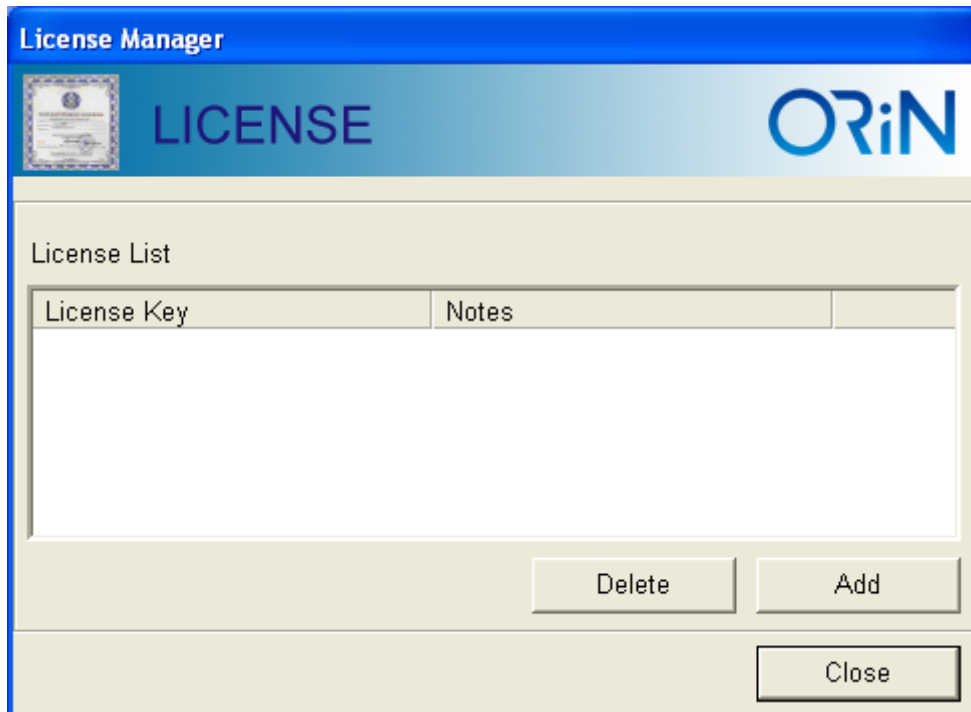 License Manager
LICENSE
ORiN
License List
License Key Notes
Delete Add
Close